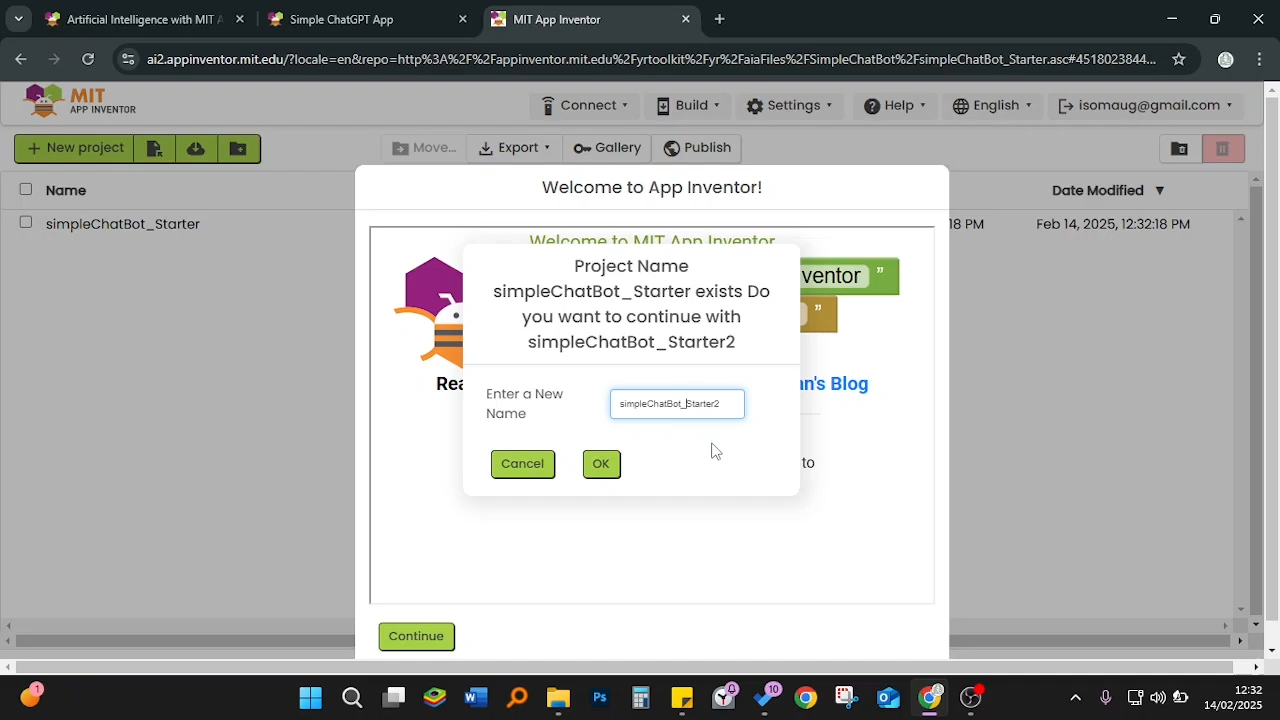 Artificial Intelligence with MIT A
Simple ChatGPT App
MIT App Inventor
ai2.appinventor.mit.edu/?locale=en&repo=http%3A%2F%2Fappinventor.mit.edu%2Fyrtoolkit%2Fyr%2FaiaFiles%2FSimpleChatBot%2FsimpleChatBot_Starter.asc#4518023844...
MIT
APP INVENTOR
Connect
Build
Settings
Help
English
isomaug@gmail.com
New project
Move...
Export
Gallery
Publish
Welcome to App Inventor!
Name
Date Modified ▼
simpleChatBot_Starter
18 PM
Feb 14, 2025, 12:32:18 PM
Welcome to MIT App Inventor
Project Name
simpleChatBot_Starter exists Do
you want to continue with
simpleChatBot_Starter2
ventor ”
”
Rea
an's Blog
Enter a New
Name
simpleChatBot_Starter2
Cancel
OK
to
Continue
1
10
3
12:32
14/02/2025